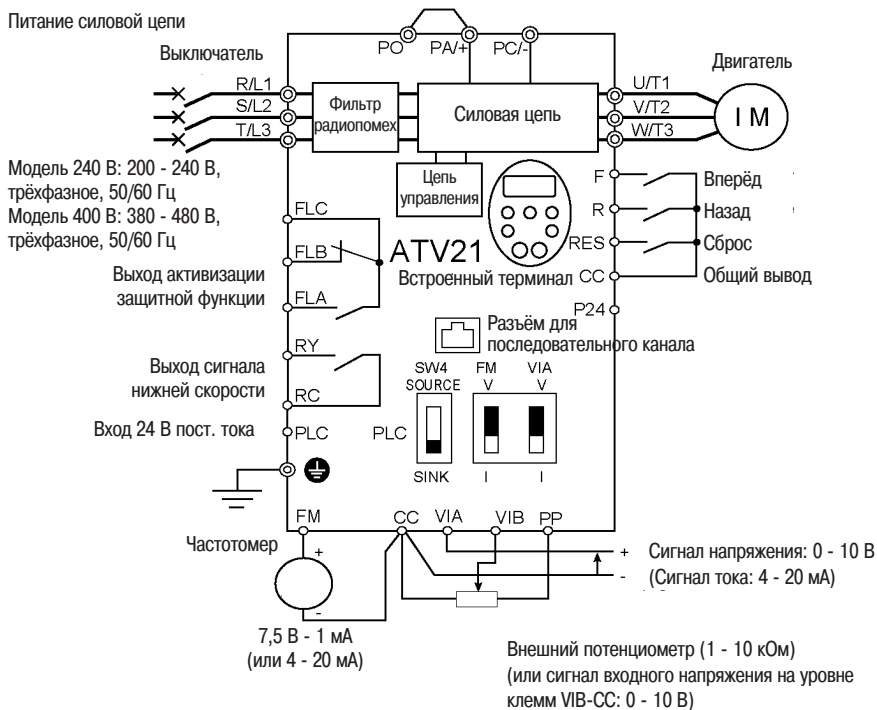 Питание силовой цепи
PO PA/+ PC/-
Выключатель
Двигатель
R/L1
S/L2
T/L3
Фильтр
радиопомех
Силовая цепь
U/T1
V/T2
W/T3
I M
Модель 240 В: 200 - 240 В,
трёхфазное, 50/60 Гц
Модель 400 В: 380 - 480 В,
трёхфазное, 50/60 Гц
Цепь
управления
F Вперёд
R Назад
RES Сброс
CC Общий вывод
P24
FLC
FLB
FLA
ATV21
Встроенный терминал
Выход активизации
защитной функции
Разъём для
последовательного канала
RY
RC
Выход сигнала
нижней скорости
SW4 FM VIA
SOURCE V V
Вход 24 В пост. тока
PLC
PLC
SINK I I
FM CC VIA VIB PP
Частотомер
+
-
7,5 В - 1 мА
(или 4 - 20 мА)
+ Сигнал напряжения: 0 - 10 В
- (Сигнал тока: 4 - 20 мА)
Внешний потенциометр (1 - 10 кОм)
(или сигнал входного напряжения на уровне
клемм VIB-CC: 0 - 10 В)